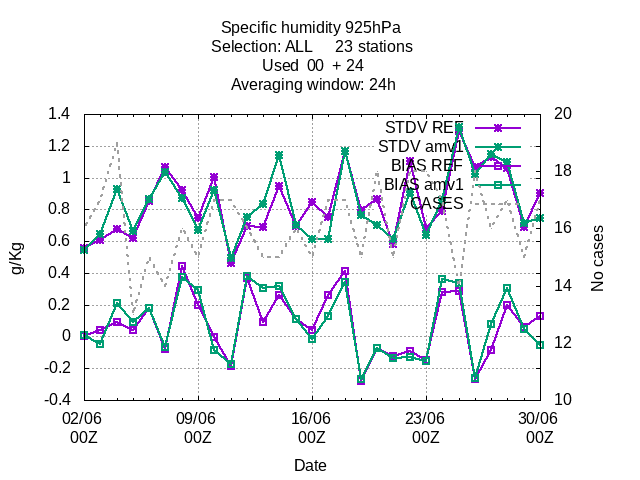 Specific humidity 925hPa
Selection: ALL 23 stations
Used 00 + 24
Averaging window: 24h
1.4
1.2
1
0.8
0.6
0.4
0.2
0
-0.2
-0.4
g/Kg
20
18
16
14
12
10
No cases
STDV REF
STDV amv1
BIAS REF
BIAS amv1
CASES
02/06 09/06 16/06 23/06 30/06
00Z 00Z 00Z 00Z 00Z
Date